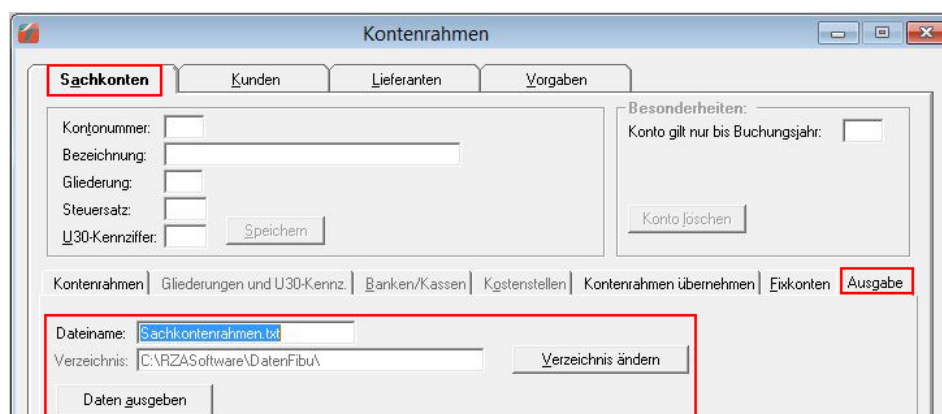 Kontenrahmen
Sachkonten Kunden Lieferanten Vorgaben
Besonderheiten:
Kontonummer: Konto gilt nur bis Buchungsjahr:
Bezeichnung:
Gliederung:
Steuersatz: Konto löschen
U30-Kennziffer: Speichern
Kontenrahmen Gliederungen und U30-Kennz. Banken/Kassen Kostenstellen Kontenrahmen übernehmen Fixkonten Ausgabe
Dateiname: Sachkontenrahmen.txt
Verzeichnis: C:\RZASoftware\DatenFibu\ Verzeichnis ändern
Daten ausgeben